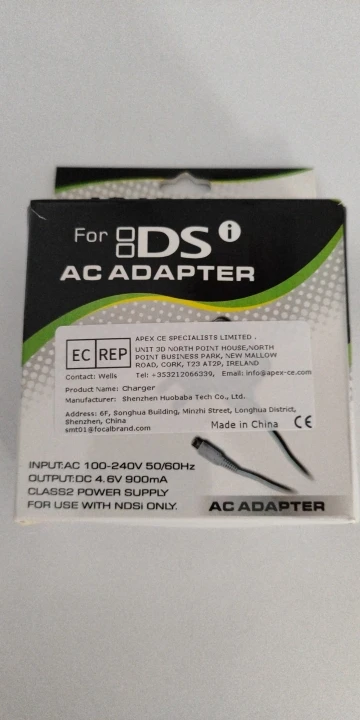 For DS i
AC ADAPTER
EC REP
APEX CE SPECIALISTS LIMITED .
UNIT 3D NORTH POINT HOUSE,NORTH
POINT BUSINESS PARK, NEW MALLOW
ROAD, CORK, T23 AT2P, IRELAND
Contact: Wells Tel: +353212066339, Email: info@apex-ce.com
Product Name: Charger
Manufacturer: Shenzhen Huobaba Tech Co., Ltd.
Address: 6F, Songhua Building, Minzhi Street, Longhua District,
Shenzhen, China
smt01@focalbrand.com Made in China CE
INPUT:AC 100-240V 50/60Hz
OUTPUT:DC 4.6V 900mA
CLASS2 POWER SUPPLY
FOR USE WITH NDSi ONLY. AC ADAPTER